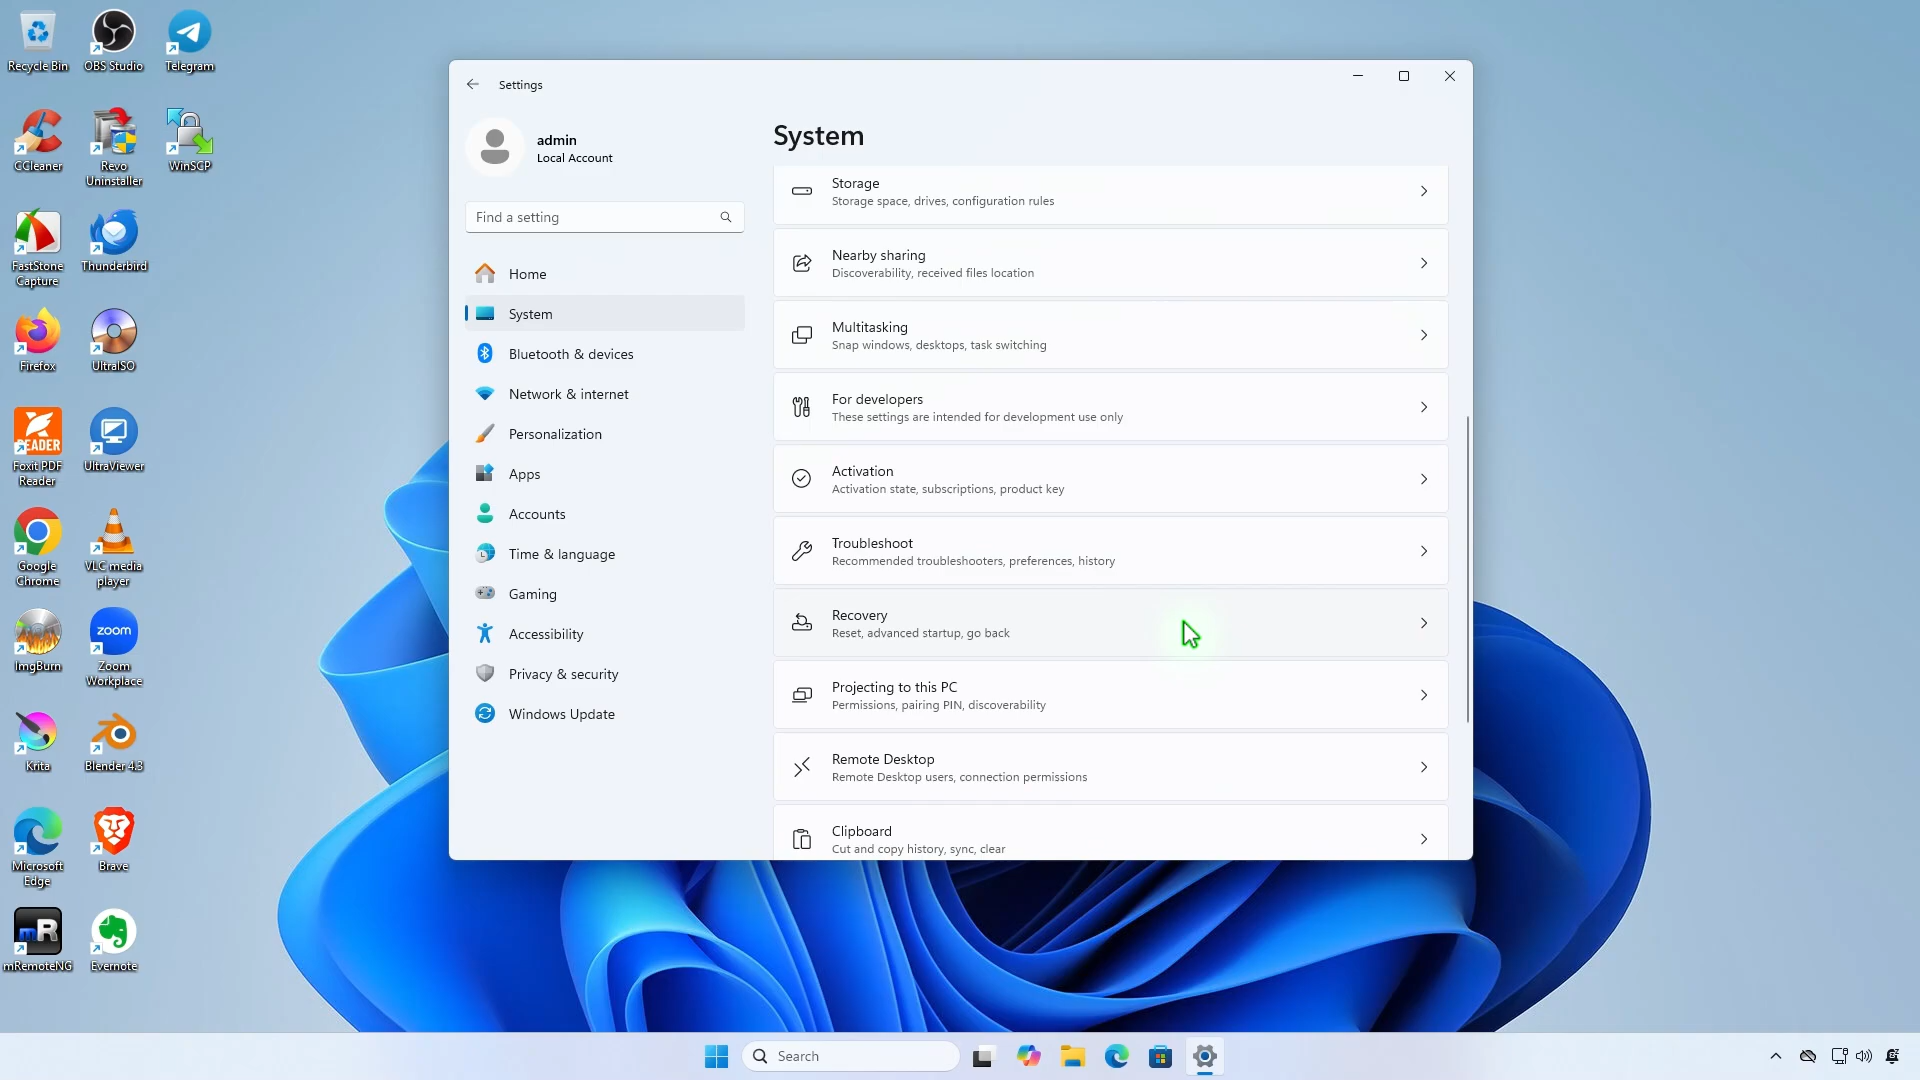 Recycle Bin
OBS Studio
Telegram
CCleaner
Revo
Uninstaller
WinSCP
FastStone
Capture
Thunderbird
Firefox
UltraISO
READER
Foxit PDF
Reader
UltraViewer
Google
Chrome
VLC media
player
ImgBurn
zoom
Zoom
Workplace
Krita
Blender 4.3
Microsoft
Edge
Brave
mR
mRemoteNG
Evernote
Settings
admin
Local Account
Find a setting
Home
System
Bluetooth & devices
Network & internet
Personalization
Apps
Accounts
Time & language
Gaming
Accessibility
Privacy & security
Windows Update
System
Storage
Storage space, drives, configuration rules
Nearby sharing
Discoverability, received files location
Multitasking
Snap windows, desktops, task switching
For developers
These settings are intended for development use only
Activation
Activation state, subscriptions, product key
Troubleshoot
Recommended troubleshooters, preferences, history
Recovery
Reset, advanced startup, go back
Projecting to this PC
Permissions, pairing PIN, discoverability
Remote Desktop
Remote Desktop users, connection permissions
Clipboard
Cut and copy history, sync, clear
Search